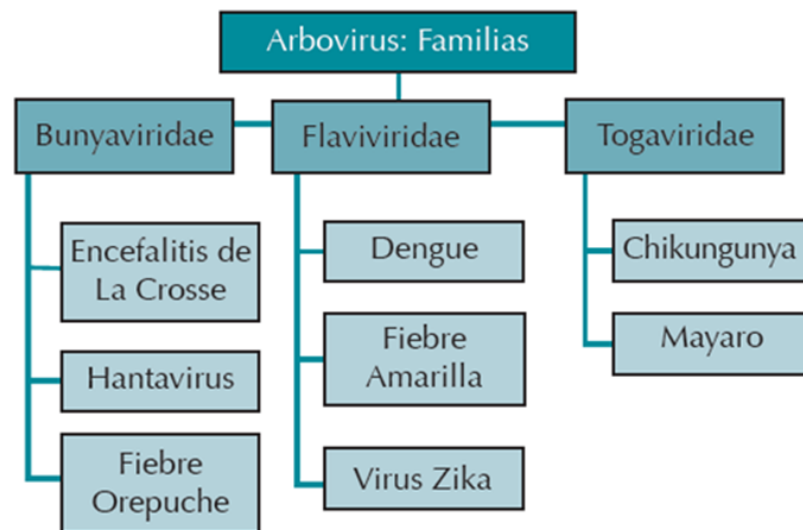 Arbovirus: Familias
Bunyaviridae
Flaviviridae
Togaviridae
Encefalitis de
La Crosse
Hantavirus
Fiebre
Orepuche
Dengue
Fiebre
Amarilla
Virus Zika
Chikungunya
Mayaro